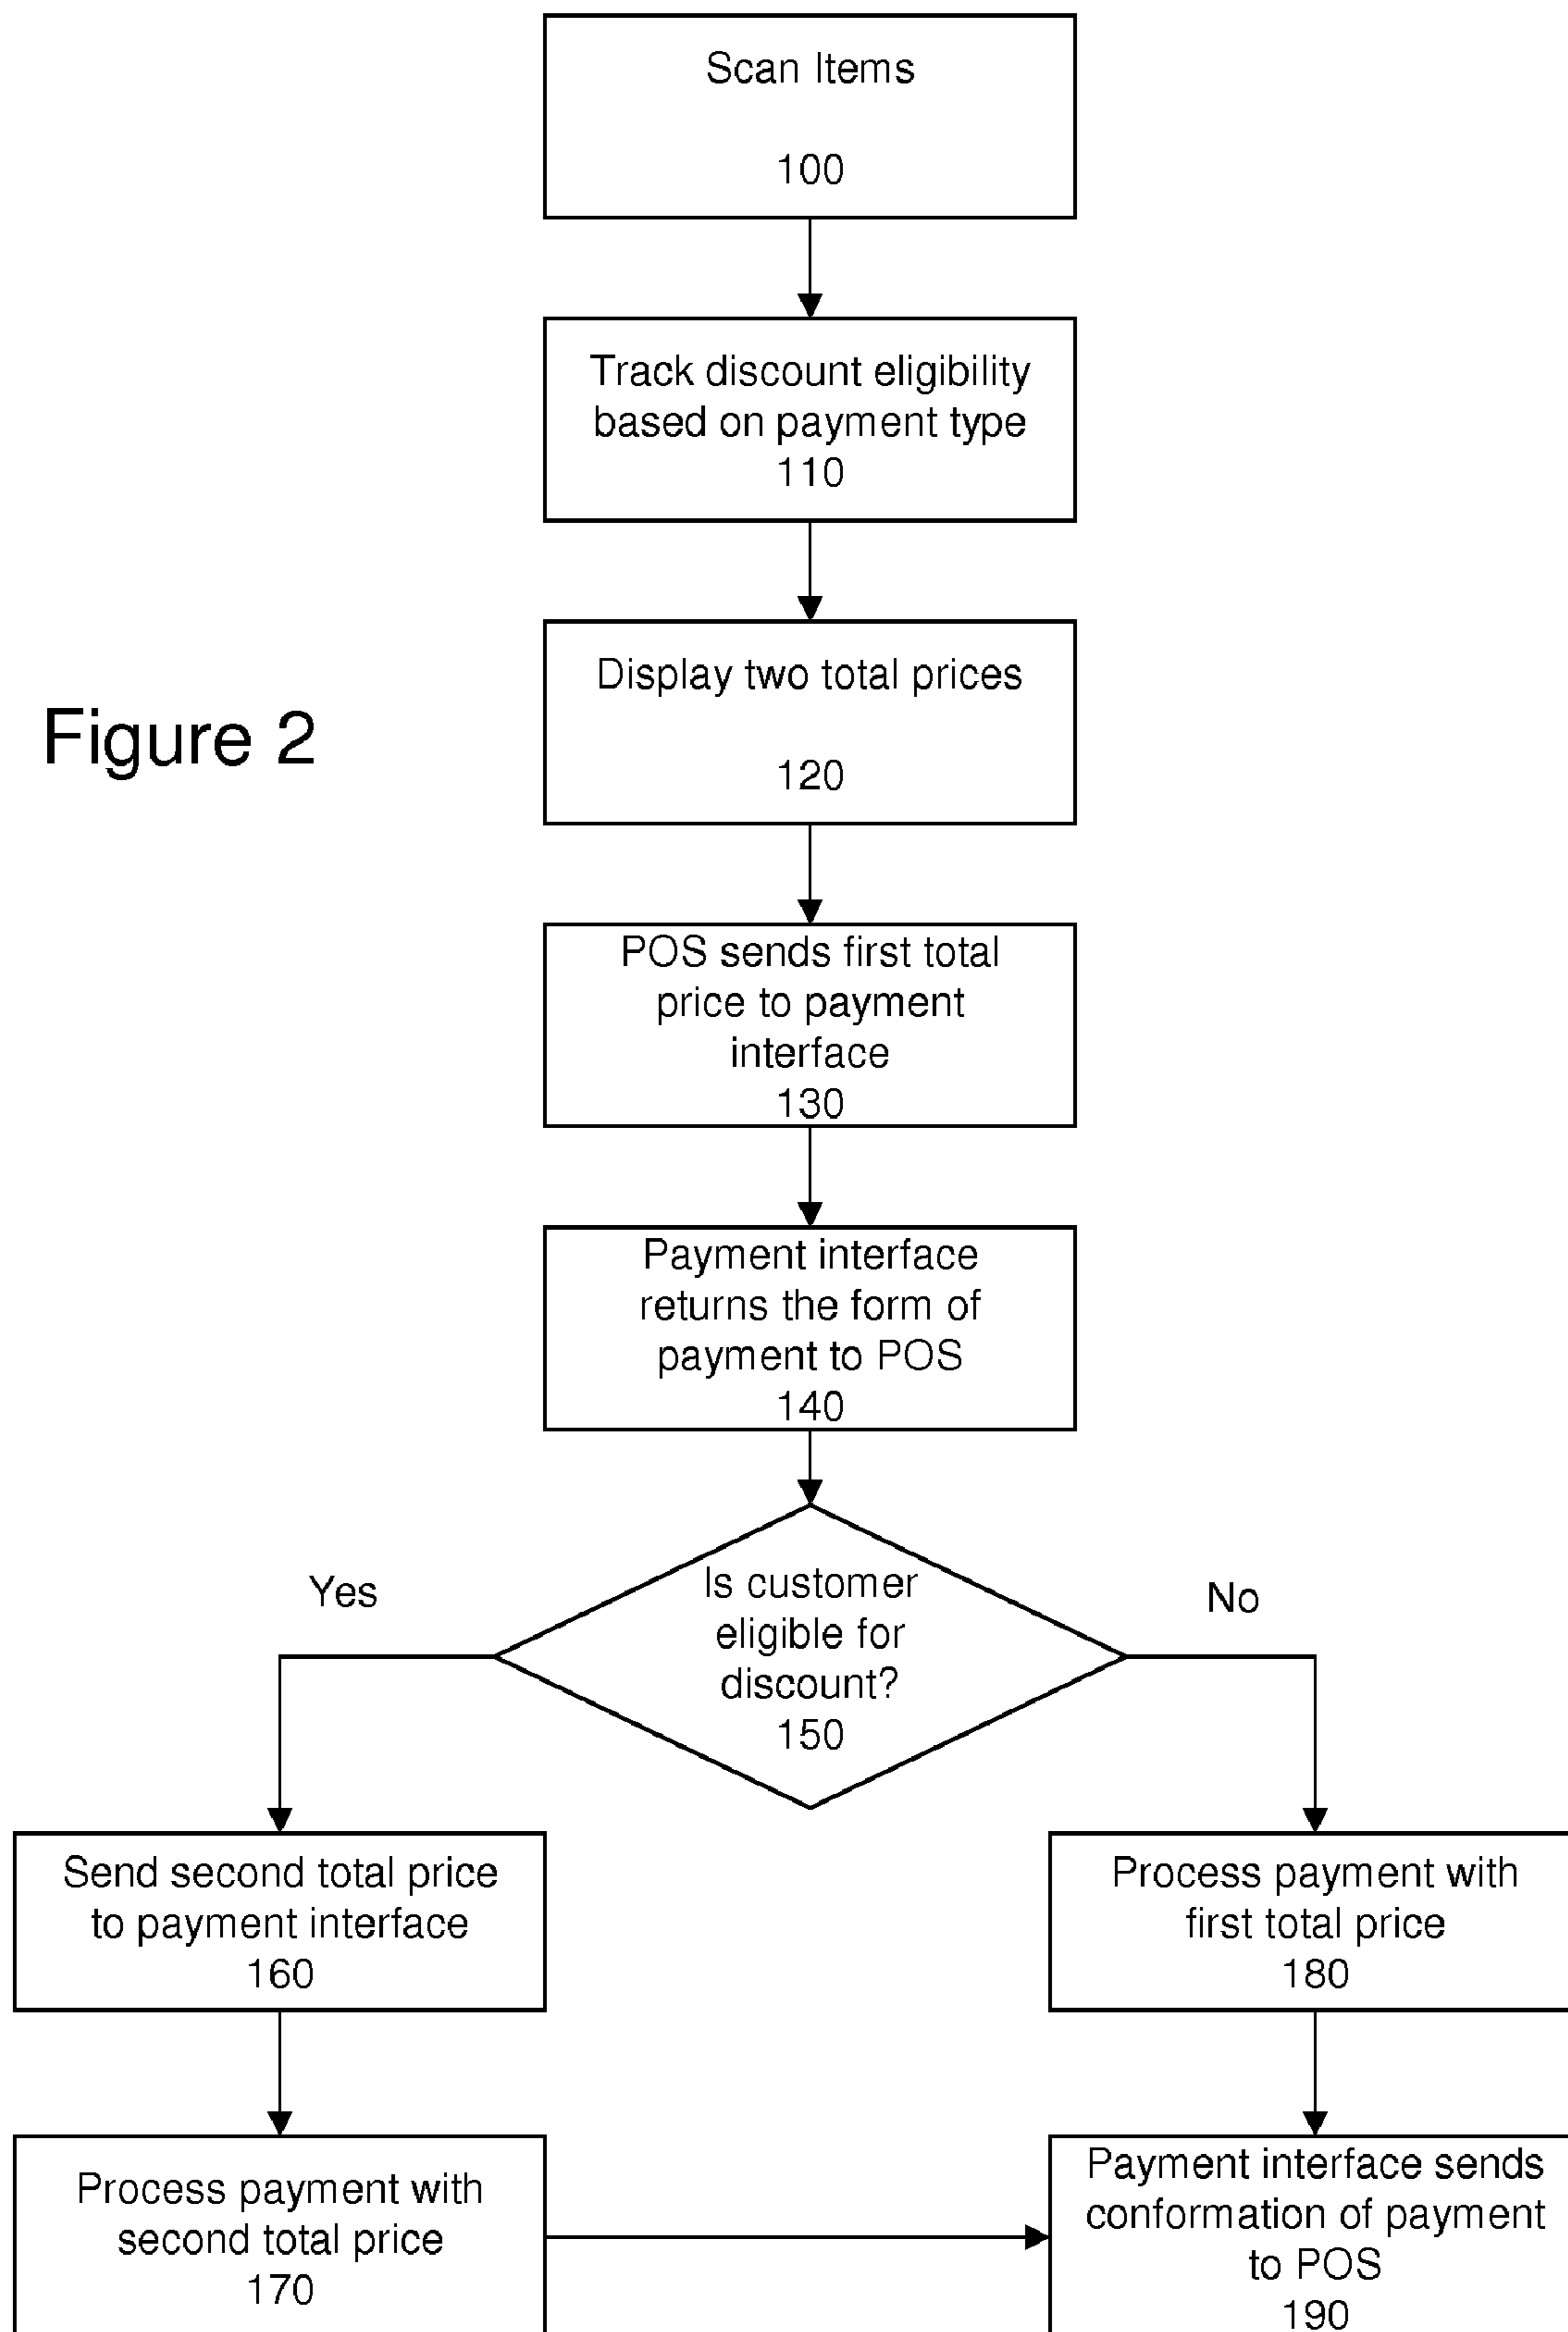 Scan Items
100
Track discount eligibility
based on payment type
110
Display two total prices
120
Figure 2
POS sends first total
price to payment
interface
130
Payment interface
returns the form of
payment to POS
140
Is customer
eligible for
discount?
150
Yes
No
Send second total price
to payment interface
160
Process payment with
first total price
180
Process payment with
second total price
170
Payment interface sends
conformation of payment
to POS
190